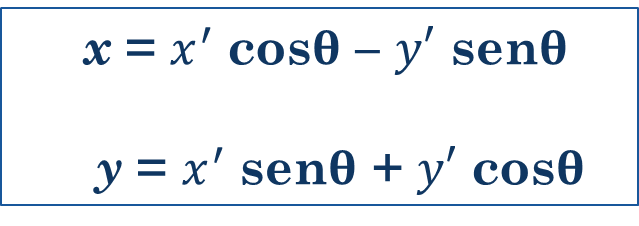 x = x′ cosθ – y′ senθ
y = x′ senθ + y′ cosθ